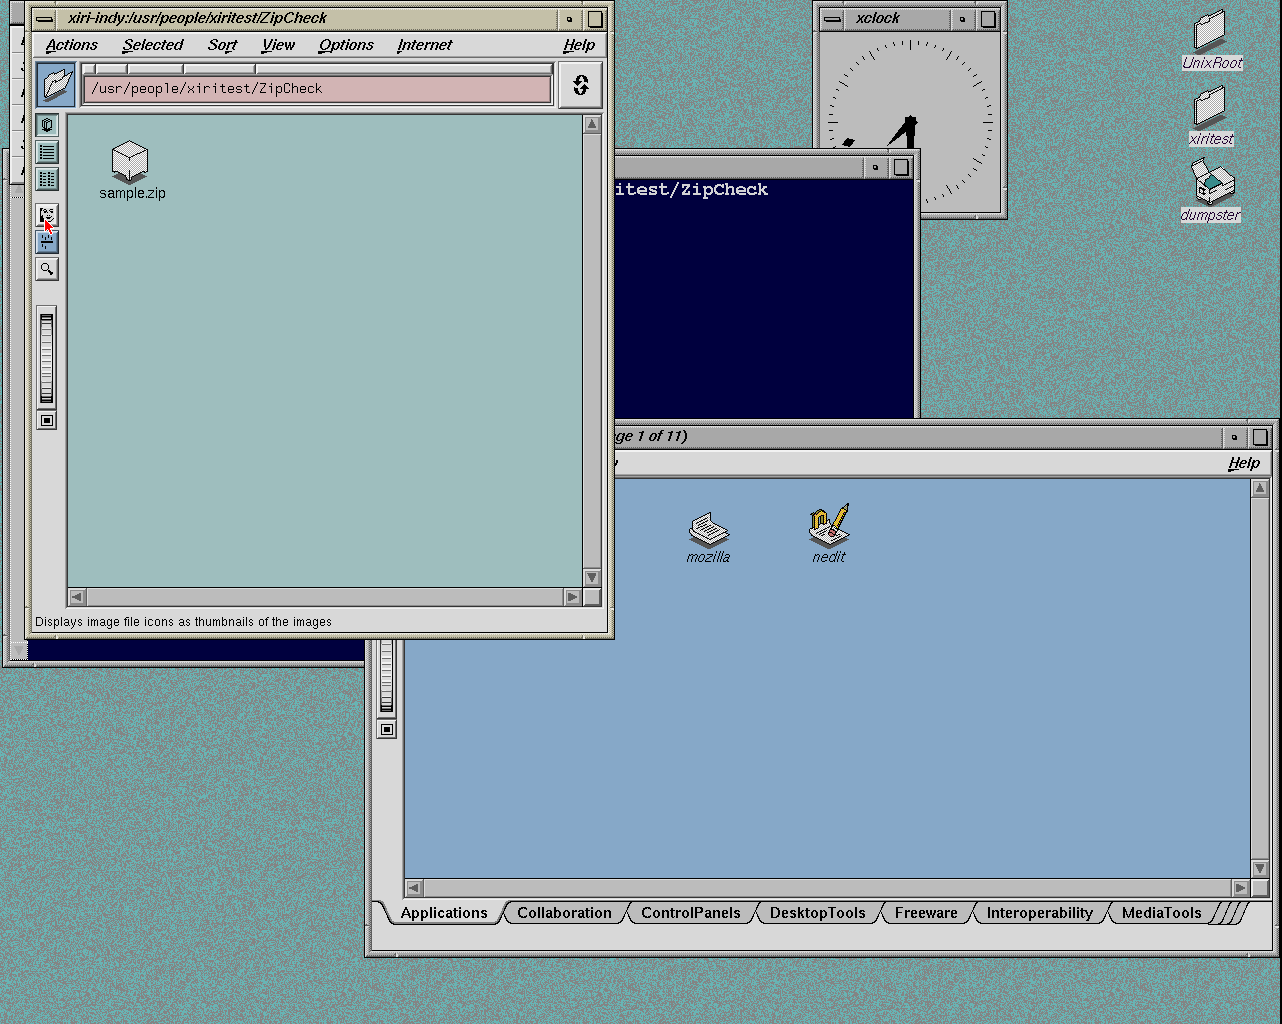 xiri-indy:/usr/people/xiritest/ZipCheck
Actions Selected Sort View Options Internet Help
/usr/people/xiritest/ZipCheck
sample.zip
Displays image file icons as thumbnails of the images
xclock
UnixRoot
xiritest
dumpster
ritest/ZipCheck
ge 1 of 11)
Help
mozilla
nedit
Applications Collaboration ControlPanels DesktopTools Freeware Interoperability MediaTools